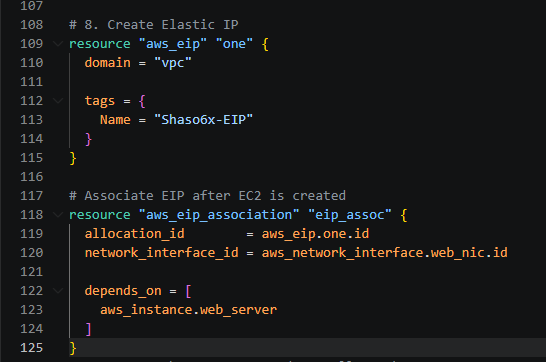 107
108 # 8. Create Elastic IP
109 resource "aws_eip" "one" {
110   domain = "vpc"
111
112   tags = {
113     Name = "Shaso6x-EIP"
114   }
115 }
116
117 # Associate EIP after EC2 is created
118 resource "aws_eip_association" "eip_assoc" {
119   allocation_id        = aws_eip.one.id
120   network_interface_id = aws_network_interface.web_nic.id
121
122   depends_on = [
123     aws_instance.web_server
124   ]
125 }